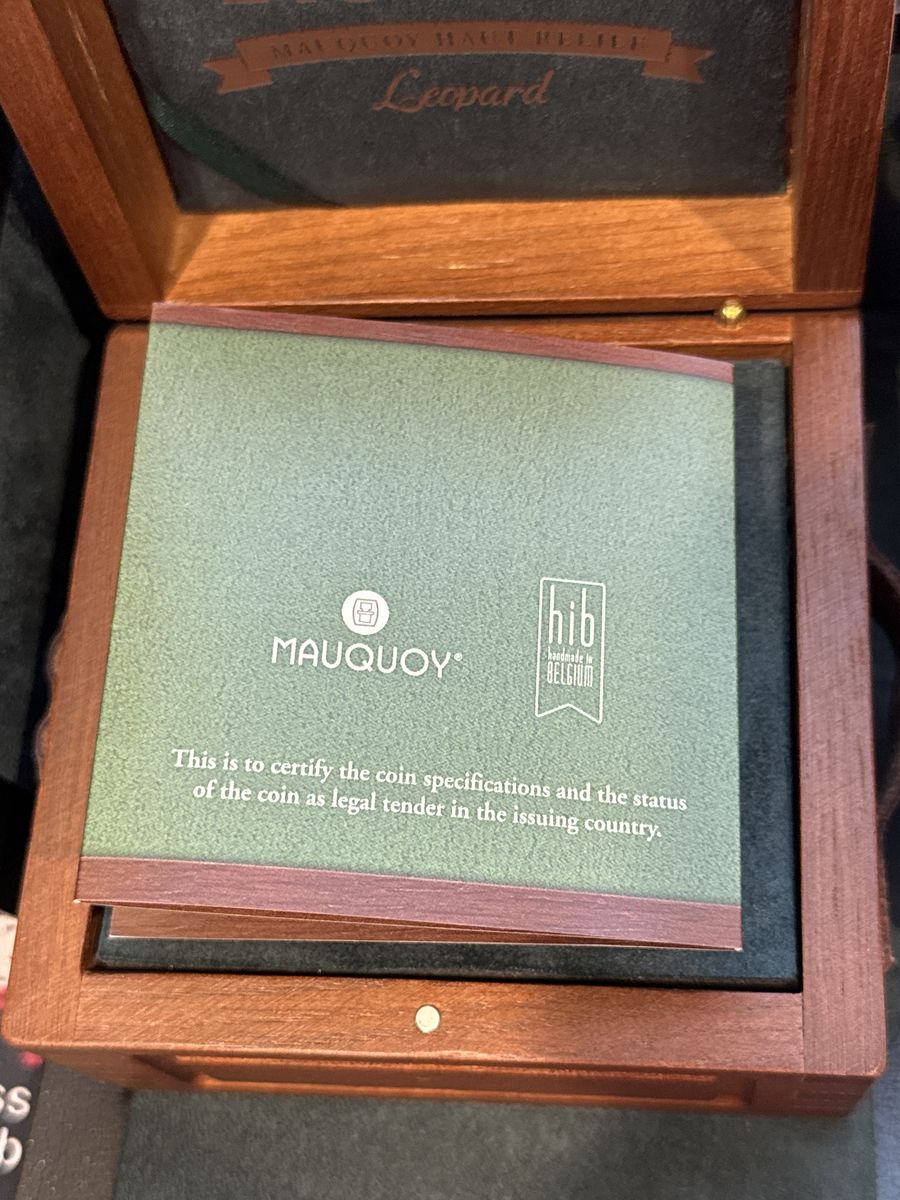 MAUQUOY HAUT RELIEF
Leopard
MAUQUOY®
hib
handmade in
BELGIUM
This is to certify the coin specifications and the status
of the coin as legal tender in the issuing country.
ss
b